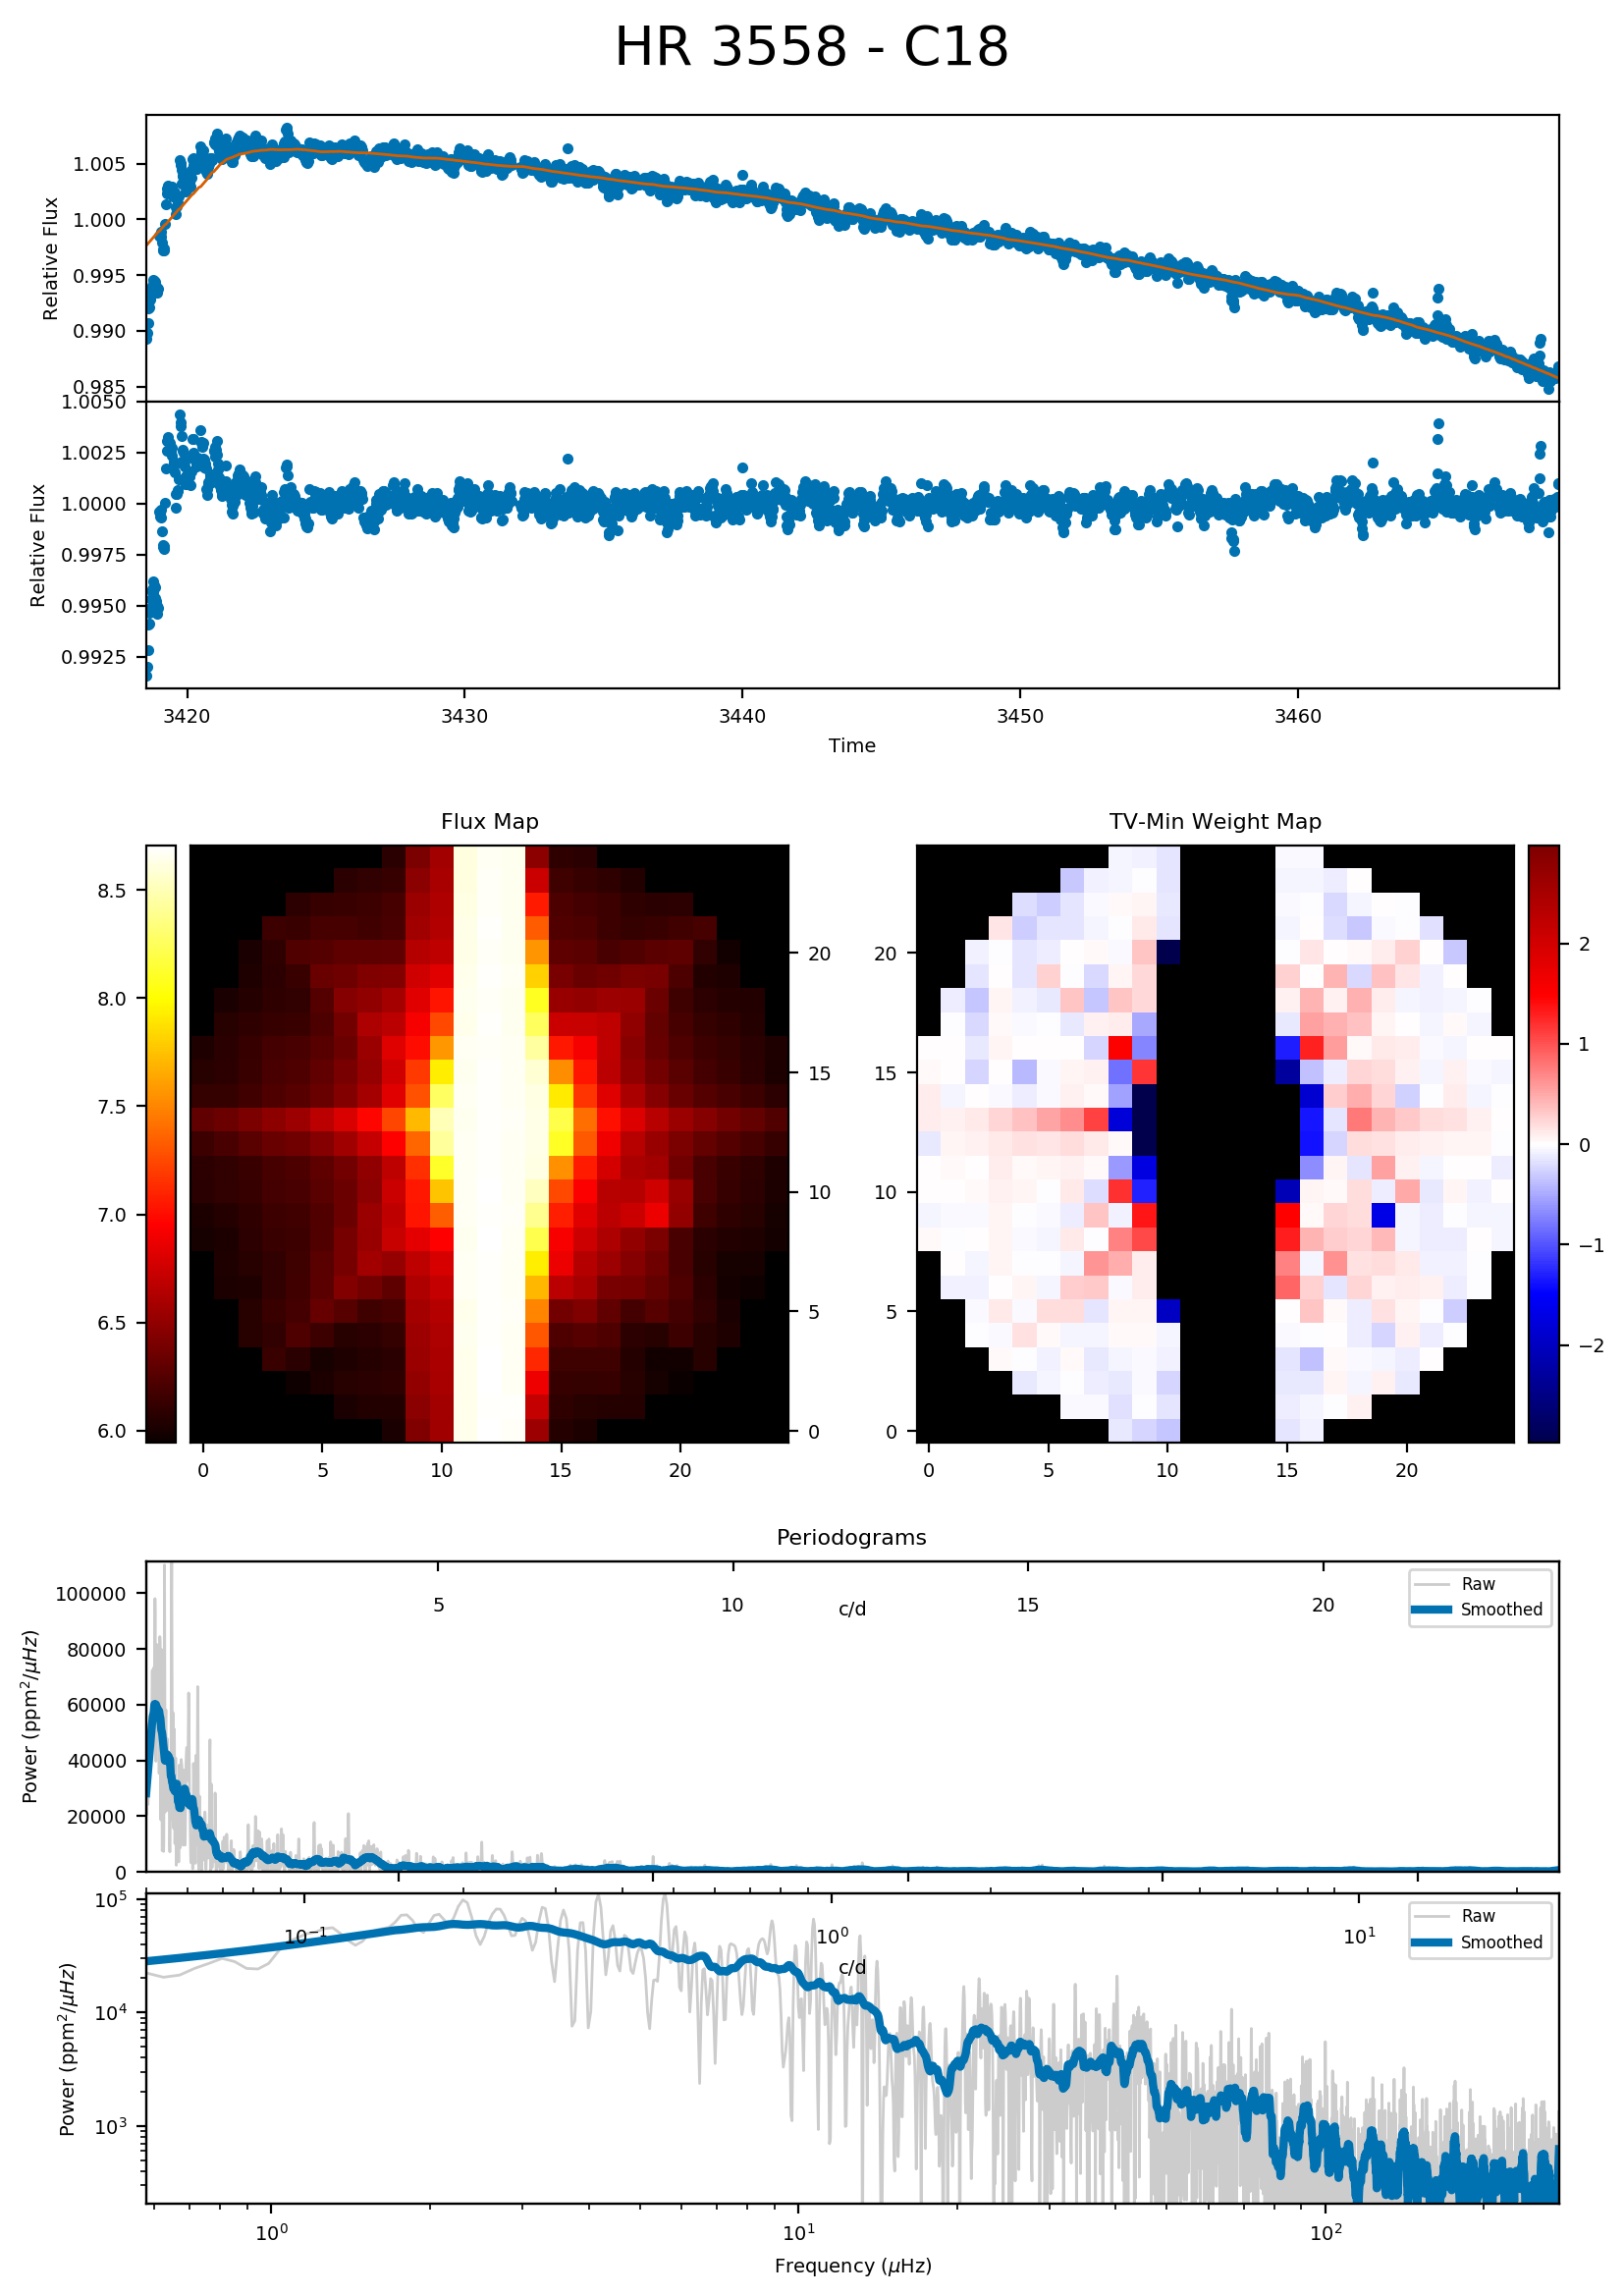 HR 3558 - C18
Relative Flux
1.005
1.000
0.995
0.990
0.985
Relative Flux
1.0050
1.0025
1.0000
0.9975
0.9950
0.9925
3420 3430 3440 3450 3460
Time
Flux Map
8.5
8.0
7.5
7.0
6.5
6.0
20
15
10
5
0
0 5 10 15 20
TV-Min Weight Map
20
15
10
5
0
0 5 10 15 20
2
1
0
−1
−2
Periodograms
Power (ppm²/μHz)
100000
80000
60000
40000
20000
0
5 10 15 20
c/d
Raw
Smoothed
Power (ppm²/μHz)
10⁵
10⁴
10³
10⁻¹ 10⁰ 10¹
c/d
Raw
Smoothed
10⁰ 10¹ 10²
Frequency (μHz)